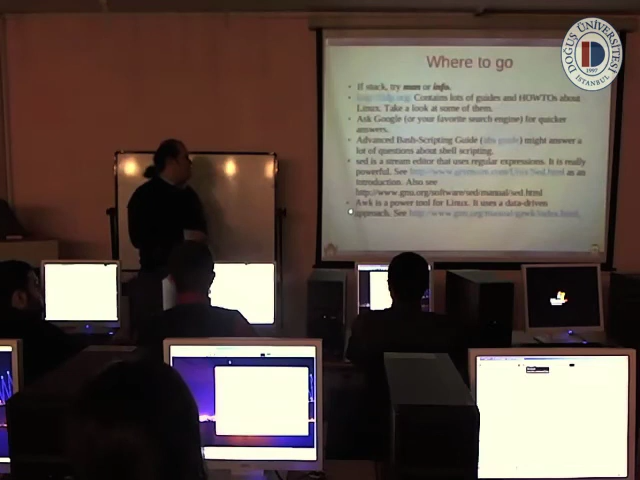 DOĞUŞ ÜNİVERSİTESİ
1997
İSTANBUL
Where to go
If stuck, try man or info.
Contains lots of guides and HOWTOs about
Linux. Take a look at some of them.
Ask Google (or your favorite search engine) for quicker
answers.
Advanced Bash-Scripting Guide ( ) might answer a
lot of questions about shell scripting.
sed is a stream editor that uses regular expressions. It is really
powerful. See as an
introduction. Also see
http://www.gnu.org/software/sed/manual/sed.html
Awk is a power tool for Linux. It uses a data-driven
approach. See